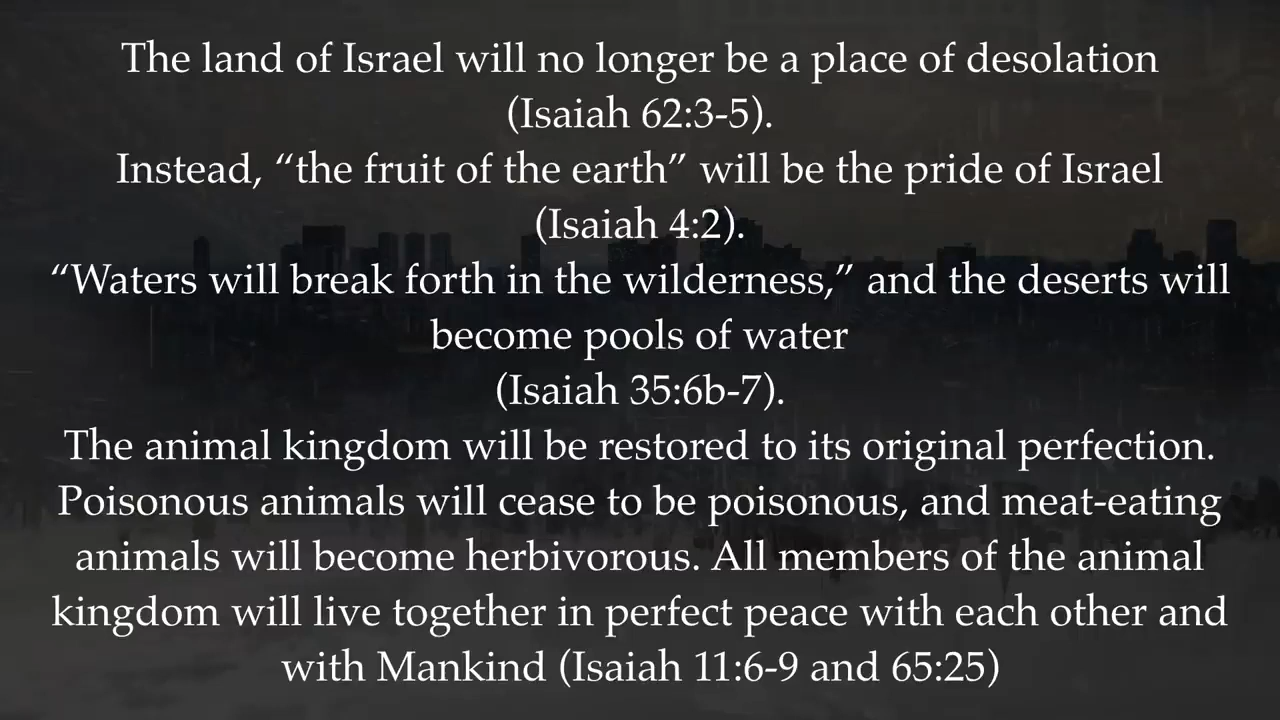 The land of Israel will no longer be a place of desolation
(Isaiah 62:3-5).
Instead, “the fruit of the earth” will be the pride of Israel
(Isaiah 4:2).
“Waters will break forth in the wilderness,” and the deserts will
become pools of water
(Isaiah 35:6b-7).
The animal kingdom will be restored to its original perfection.
Poisonous animals will cease to be poisonous, and meat-eating
animals will become herbivorous. All members of the animal
kingdom will live together in perfect peace with each other and
with Mankind (Isaiah 11:6-9 and 65:25)